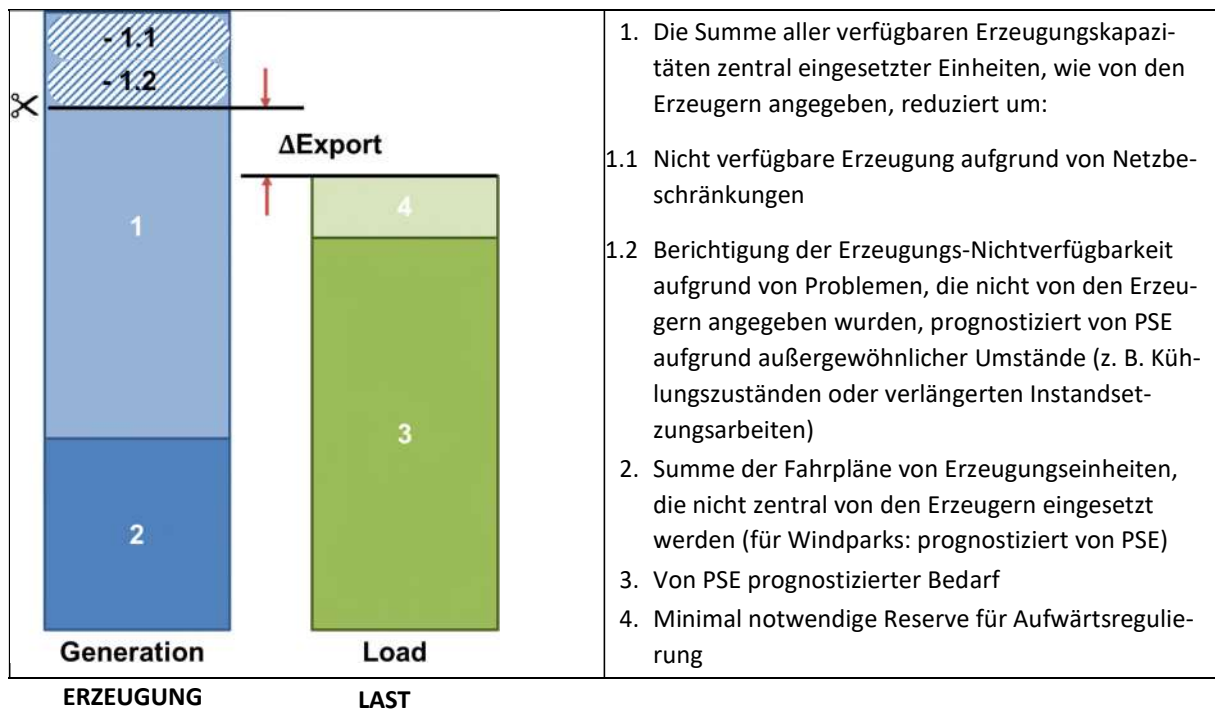 - 1.1
- 1.2
ΔExport
4
1
3
2
Generation
Load
ERZEUGUNG
LAST
1. Die Summe aller verfügbaren Erzeugungskapazi-
täten zentral eingesetzter Einheiten, wie von den
Erzeugern angegeben, reduziert um:
1.1 Nicht verfügbare Erzeugung aufgrund von Netzbe-
schränkungen
1.2 Berichtigung der Erzeugungs-Nichtverfügbarkeit
aufgrund von Problemen, die nicht von den Erzeu-
gern angegeben wurden, prognostiziert von PSE
aufgrund außergewöhnlicher Umstände (z. B. Küh-
lungszuständen oder verlängerten Instandset-
zungsarbeiten)
2. Summe der Fahrpläne von Erzeugungseinheiten,
die nicht zentral von den Erzeugern eingesetzt
werden (für Windparks: prognostiziert von PSE)
3. Von PSE prognostizierter Bedarf
4. Minimal notwendige Reserve für Aufwärtsregulie-
rung